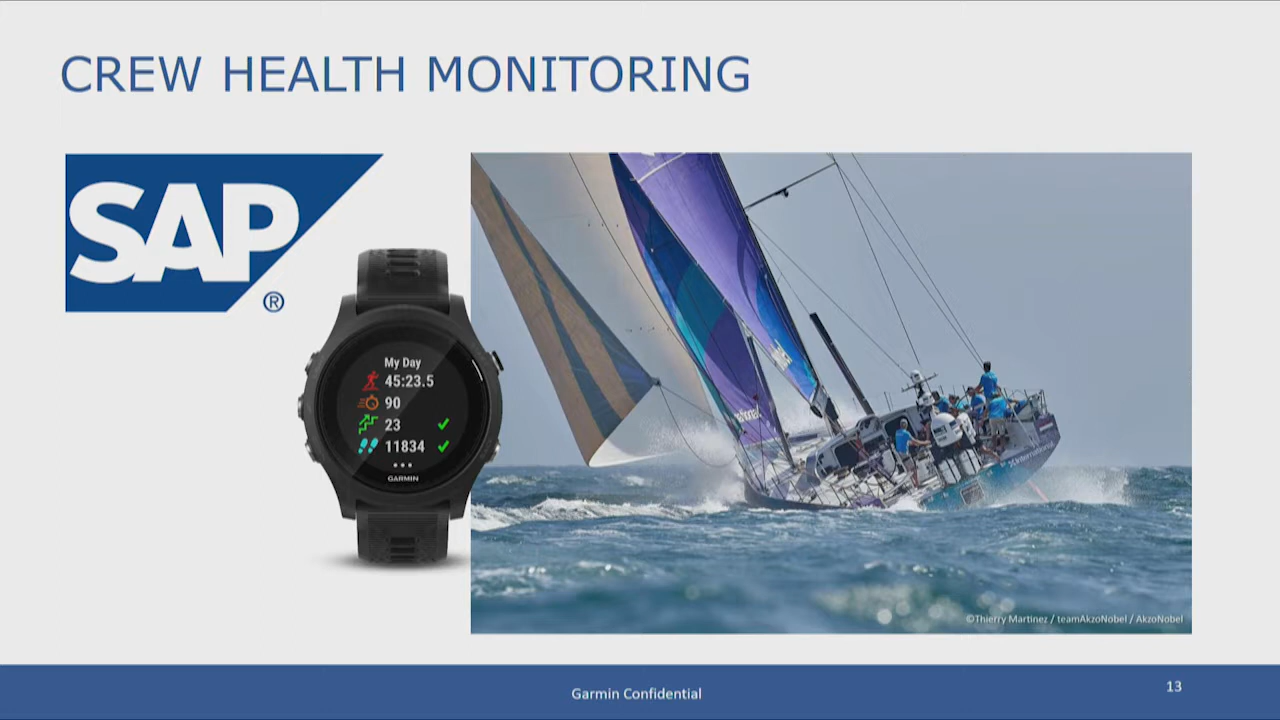 CREW HEALTH MONITORING
SAP
®
My Day
45:23.5
90
23
11834
GARMIN
©Thierry Martinez / teamAkzoNobel / AkzoNobel
Garmin Confidential
13